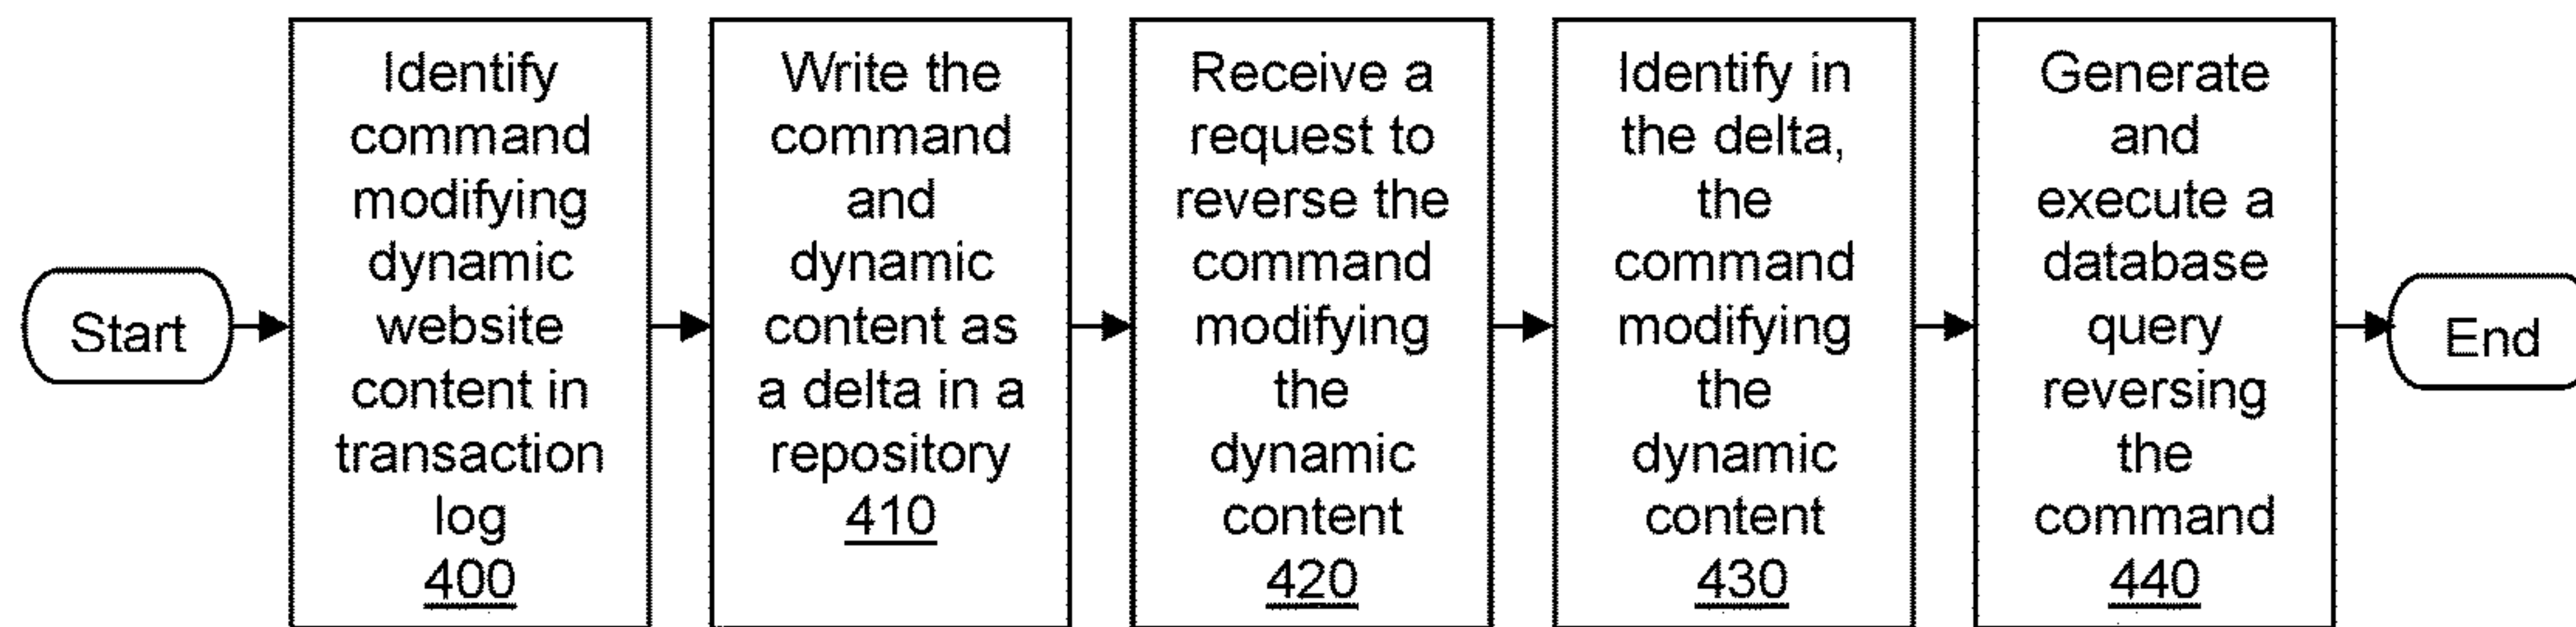 Start
Identify
command
modifying
dynamic
website
content in
transaction
log
400
Write the
command
and
dynamic
content as
a delta in a
repository
410
Receive a
request to
reverse the
command
modifying
the
dynamic
content
420
Identify in
the delta,
the
command
modifying
the
dynamic
content
430
Generate
and
execute a
database
query
reversing
the
command
440
End